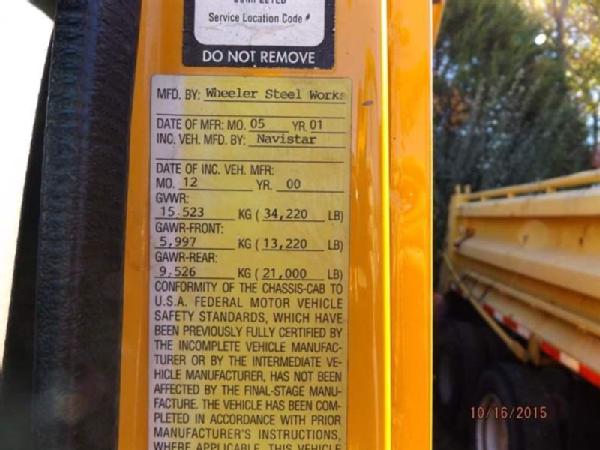 COMPLETED
Service Location Code #
DO NOT REMOVE
MFD. BY: Wheeler Steel Works
DATE OF MFR: MO. 05 YR. 01
INC. VEH. MFD. BY: Navistar
DATE OF INC. VEH. MFR:
MO. 12 YR. 00
GVWR:
15,523 KG ( 34,220 LB)
GAWR-FRONT:
5,997 KG ( 13,220 LB)
GAWR-REAR:
9,526 KG ( 21,000 LB)
CONFORMITY OF THE CHASSIS-CAB TO
U.S.A. FEDERAL MOTOR VEHICLE
SAFETY STANDARDS, WHICH HAVE
BEEN PREVIOUSLY FULLY CERTIFIED BY
THE INCOMPLETE VEHICLE MANUFAC-
TURER OR BY THE INTERMEDIATE VE-
HICLE MANUFACTURER, HAS NOT BEEN
AFFECTED BY THE FINAL-STAGE MANU-
FACTURE. THE VEHICLE HAS BEEN COM-
PLETED IN ACCORDANCE WITH PRIOR
MANUFACTURER'S INSTRUCTIONS,
WHERE APPLICABLE. THIS VEHICLE
10/16/2015